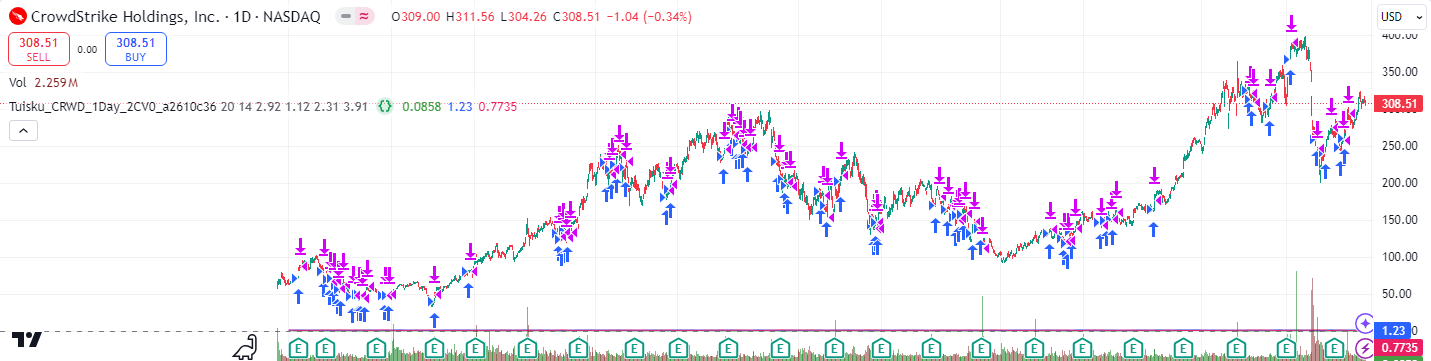 CrowdStrike Holdings, Inc. · 1D · NASDAQ O309.00 H311.56 L304.26 C308.51 −1.04 (−0.34%)
USD
308.51 SELL 0.00 308.51 BUY
Vol 2.259M
Tuisku_CRWD_1Day_2CV0_a2610c36 20 14 2.92 1.12 2.31 3.91 {} 0.0858 1.23 0.7735
400.00
350.00
308.51
250.00
200.00
150.00
100.00
50.00
1.23
0.7735
E E E E E E E E E E E E E E E E E E E E E E